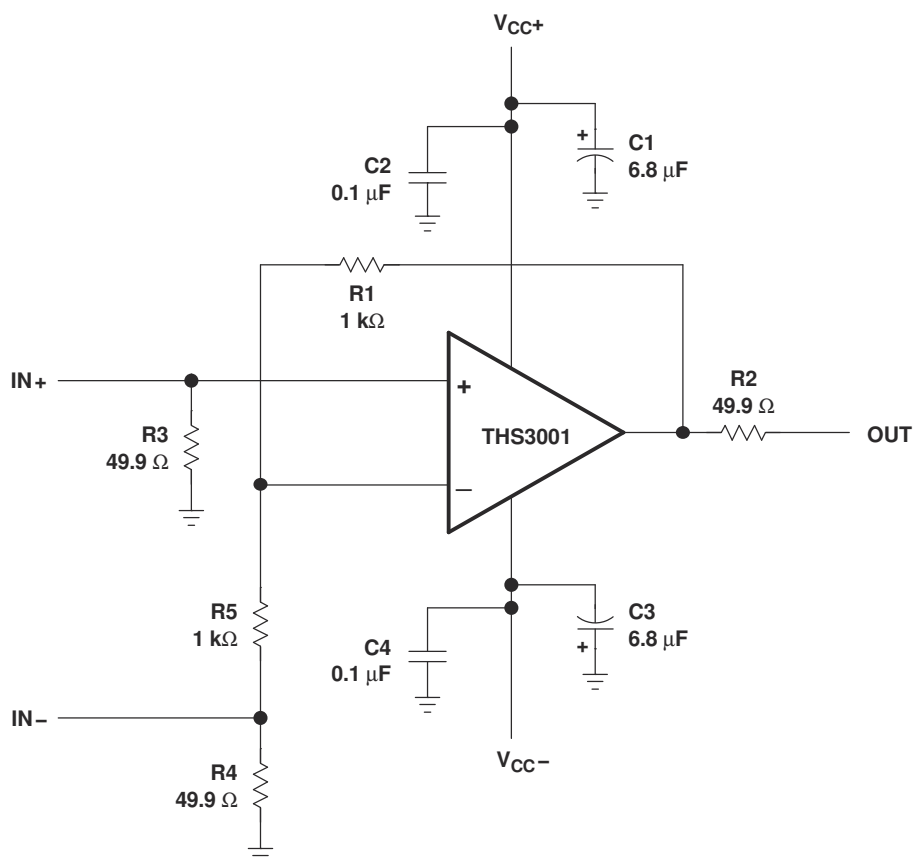 VCC+
C2
0.1 µF
+
C1
6.8 µF
R1
1 kΩ
IN+
+
R2
49.9 Ω
R3
49.9 Ω
THS3001
OUT
−
R5
1 kΩ
C4
0.1 µF
C3
6.8 µF
+
IN−
VCC−
R4
49.9 Ω